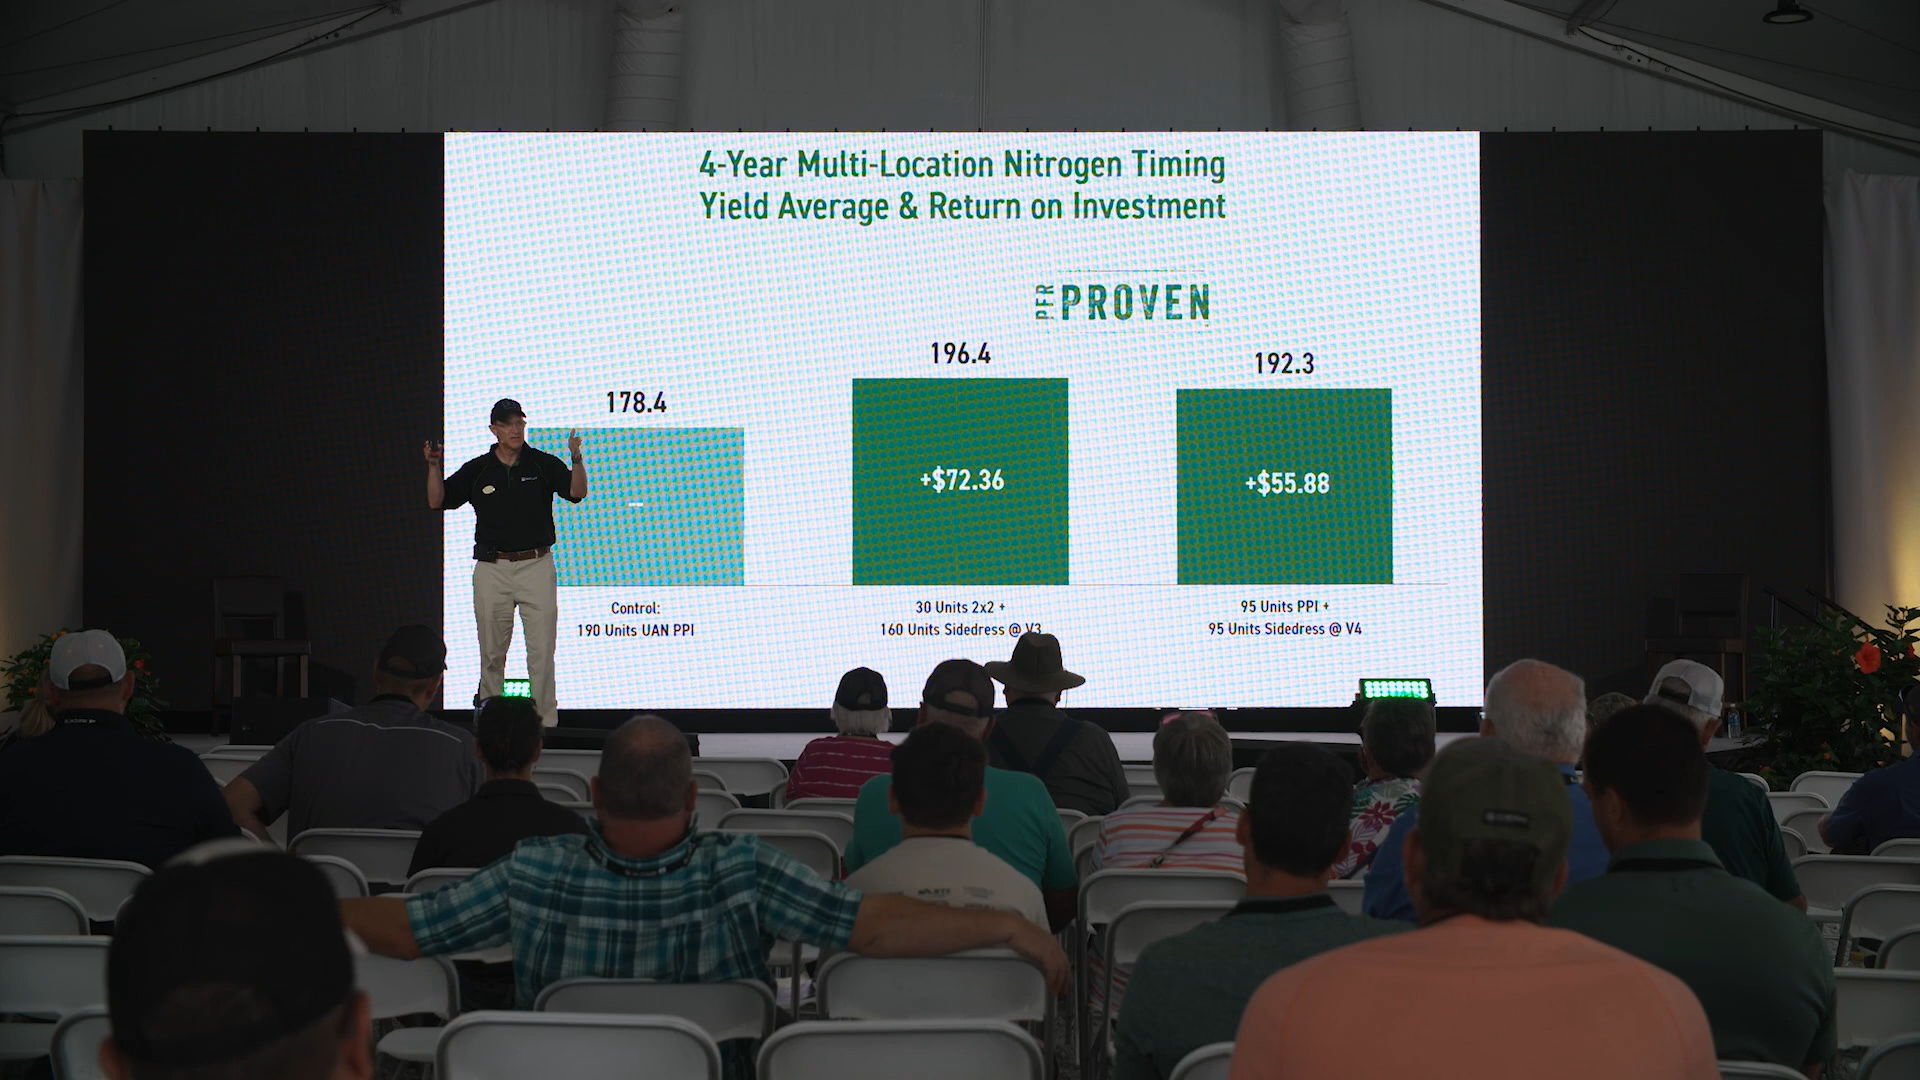 4-Year Multi-Location Nitrogen Timing
Yield Average & Return on Investment
PFR PROVEN
178.4
196.4
192.3
--
+$72.36
+$55.88
Control:
190 Units UAN PPI
30 Units 2x2 +
160 Units Sidedress @ V3
95 Units PPI +
95 Units Sidedress @ V4